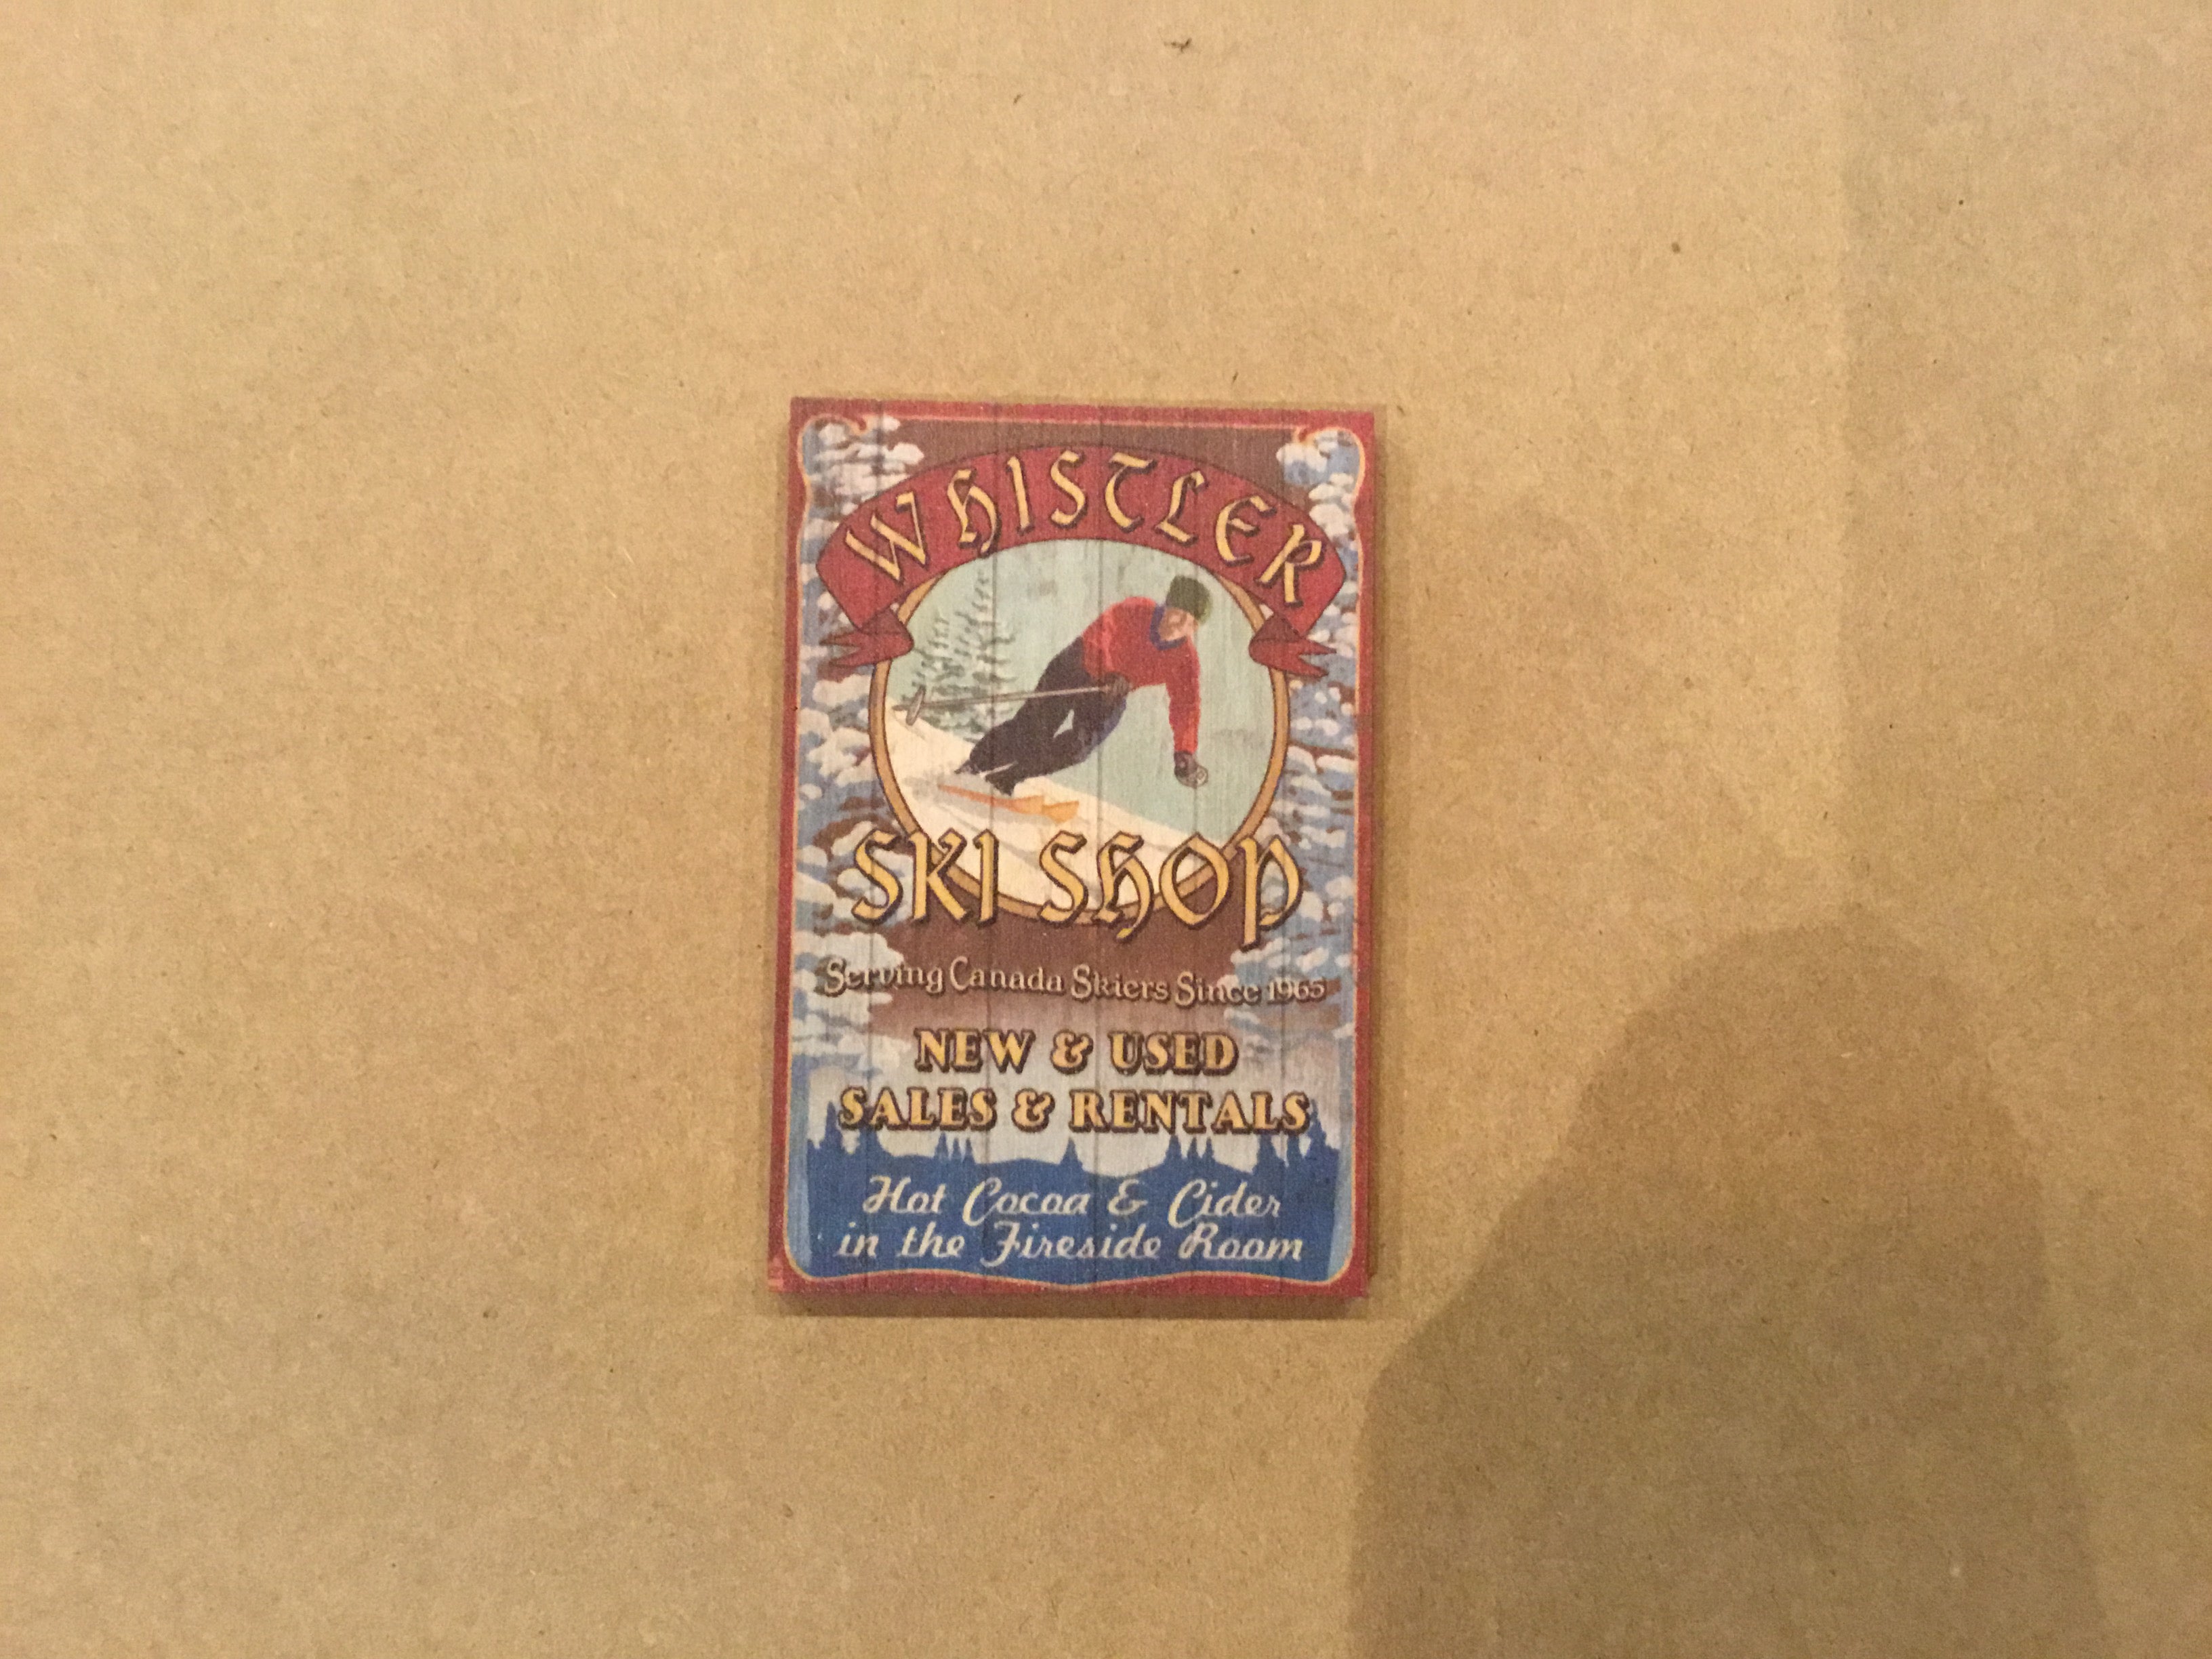 WHISTLER
SKI SHOP
Serving Canada Skiers Since 1965
NEW & USED
SALES & RENTALS
Hot Cocoa & Cider
in the Fireside Room